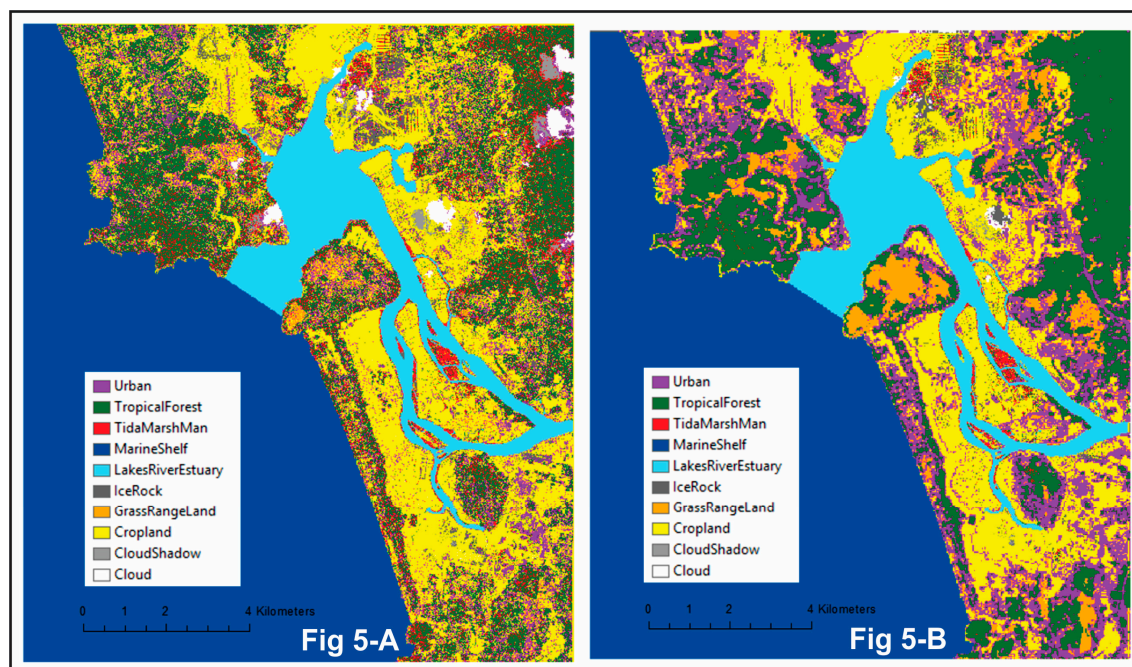 Urban
TropicalForest
TidaMarshMan
MarineShelf
LakesRiverEstuary
IceRock
GrassRangeLand
Cropland
CloudShadow
Cloud
0 1 2 4 Kilometers
Fig 5-A
Urban
TropicalForest
TidaMarshMan
MarineShelf
LakesRiverEstuary
IceRock
GrassRangeLand
Cropland
CloudShadow
Cloud
0 1 2 4 Kilometers
Fig 5-B